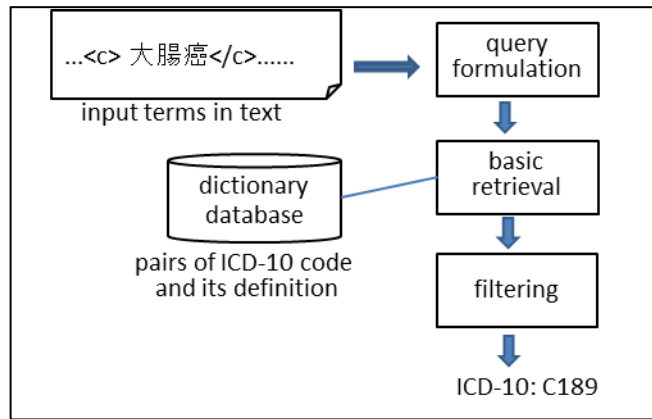 ...<c> 大腸癌</c>......
input terms in text
query
formulation
dictionary
database
basic
retrieval
pairs of ICD-10 code
and its definition
filtering
ICD-10: C189